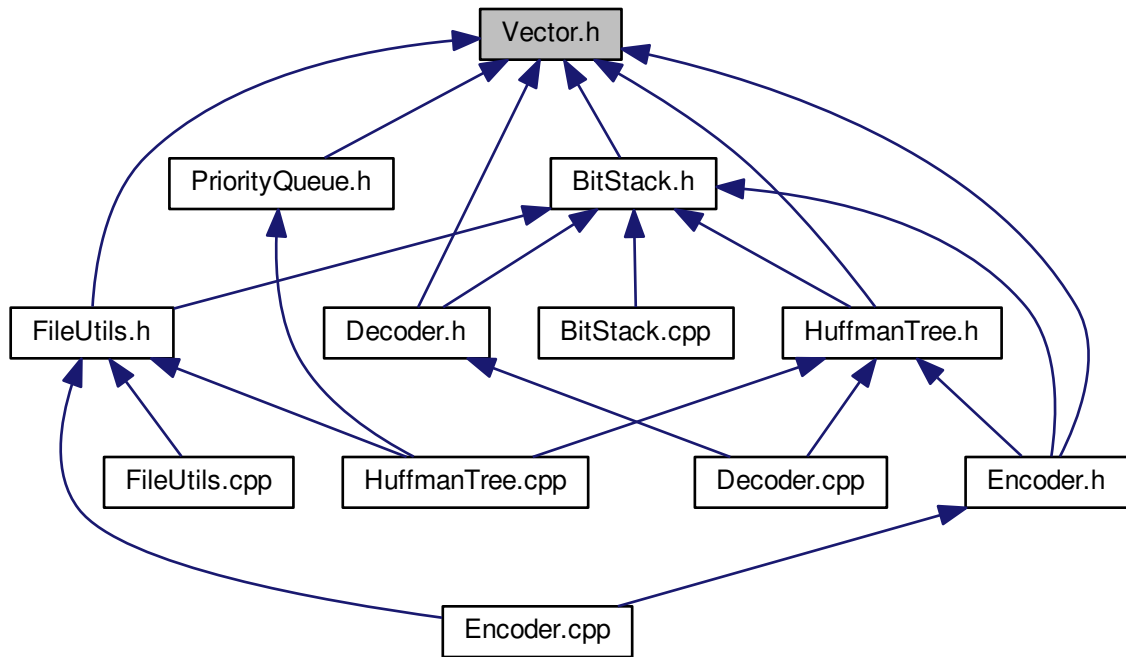 Vector.h
PriorityQueue.h
BitStack.h
FileUtils.h
Decoder.h
BitStack.cpp
HuffmanTree.h
FileUtils.cpp
HuffmanTree.cpp
Decoder.cpp
Encoder.h
Encoder.cpp